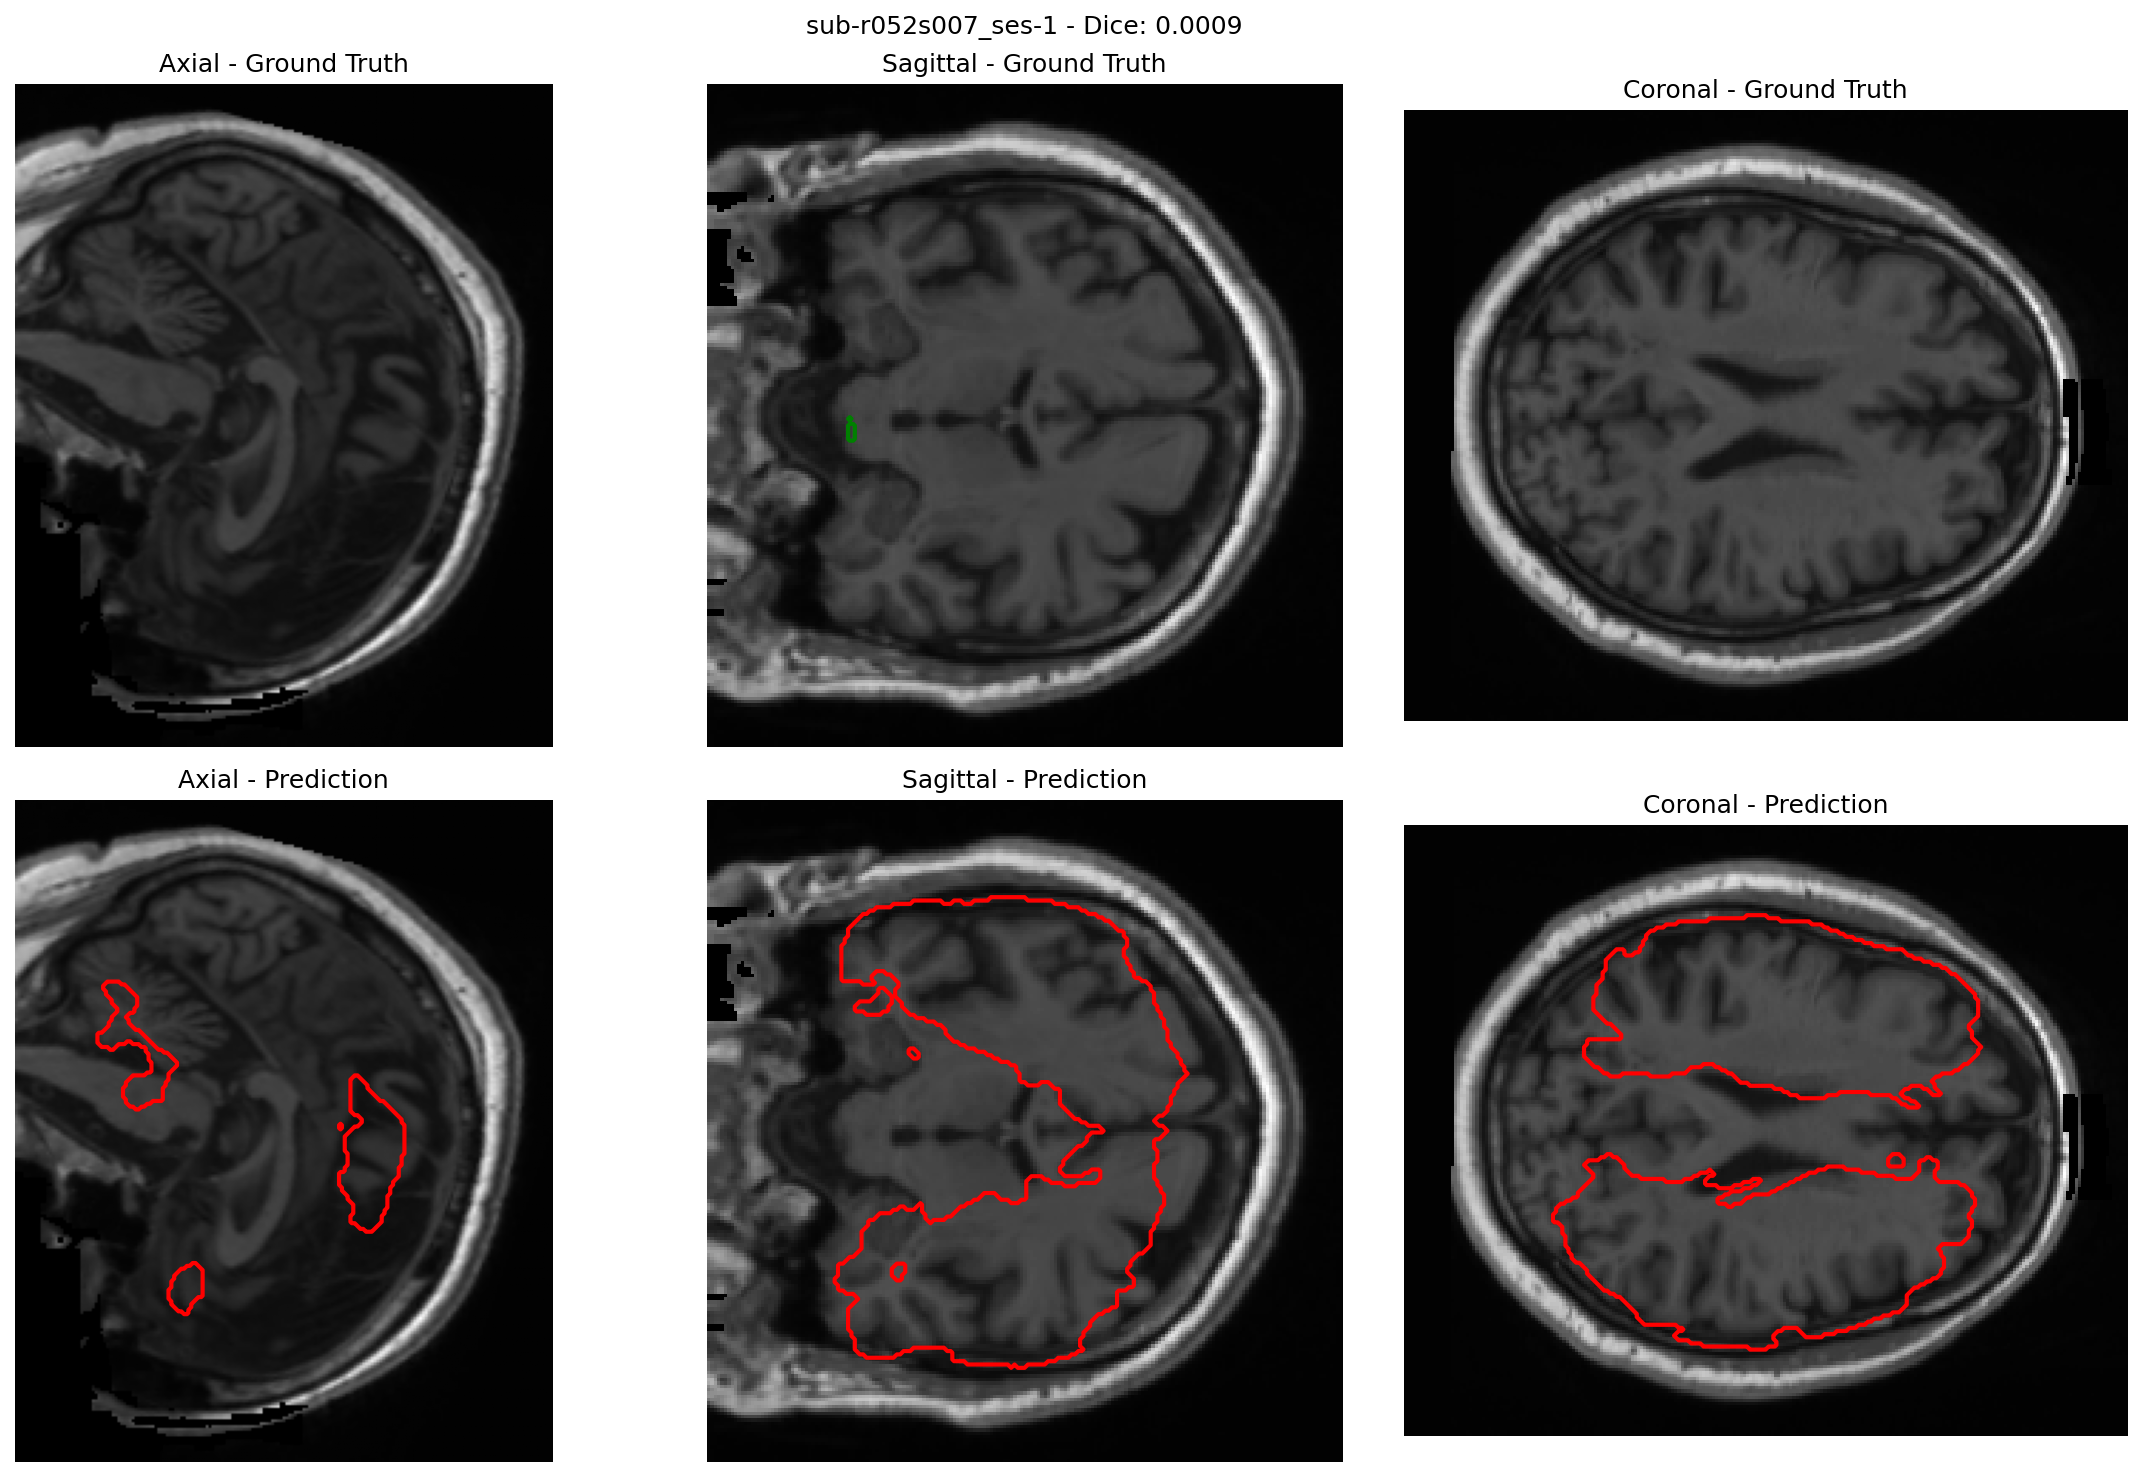 sub-r052s007_ses-1 - Dice: 0.0009
Axial - Ground Truth
Sagittal - Ground Truth
Coronal - Ground Truth
Axial - Prediction
Sagittal - Prediction
Coronal - Prediction